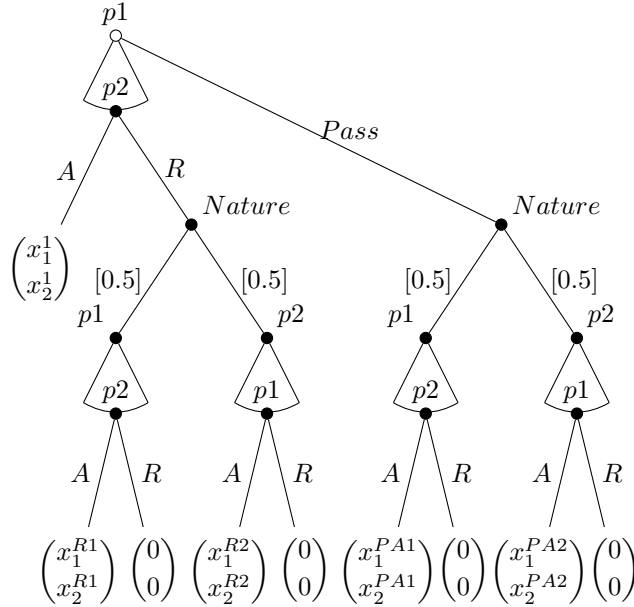 p1
p2
Pass
A R
Nature Nature
(x_1^1
x_2^1)
[0.5] [0.5] [0.5] [0.5]
p1 p2 p1 p2
p2 p1 p2 p1
A R A R A R A R
(x_1^{R1} (0 (x_1^{R2} (0 (x_1^{PA1} (0 (x_1^{PA2} (0
x_2^{R1}) 0) x_2^{R2}) 0) x_2^{PA1}) 0) x_2^{PA2}) 0)